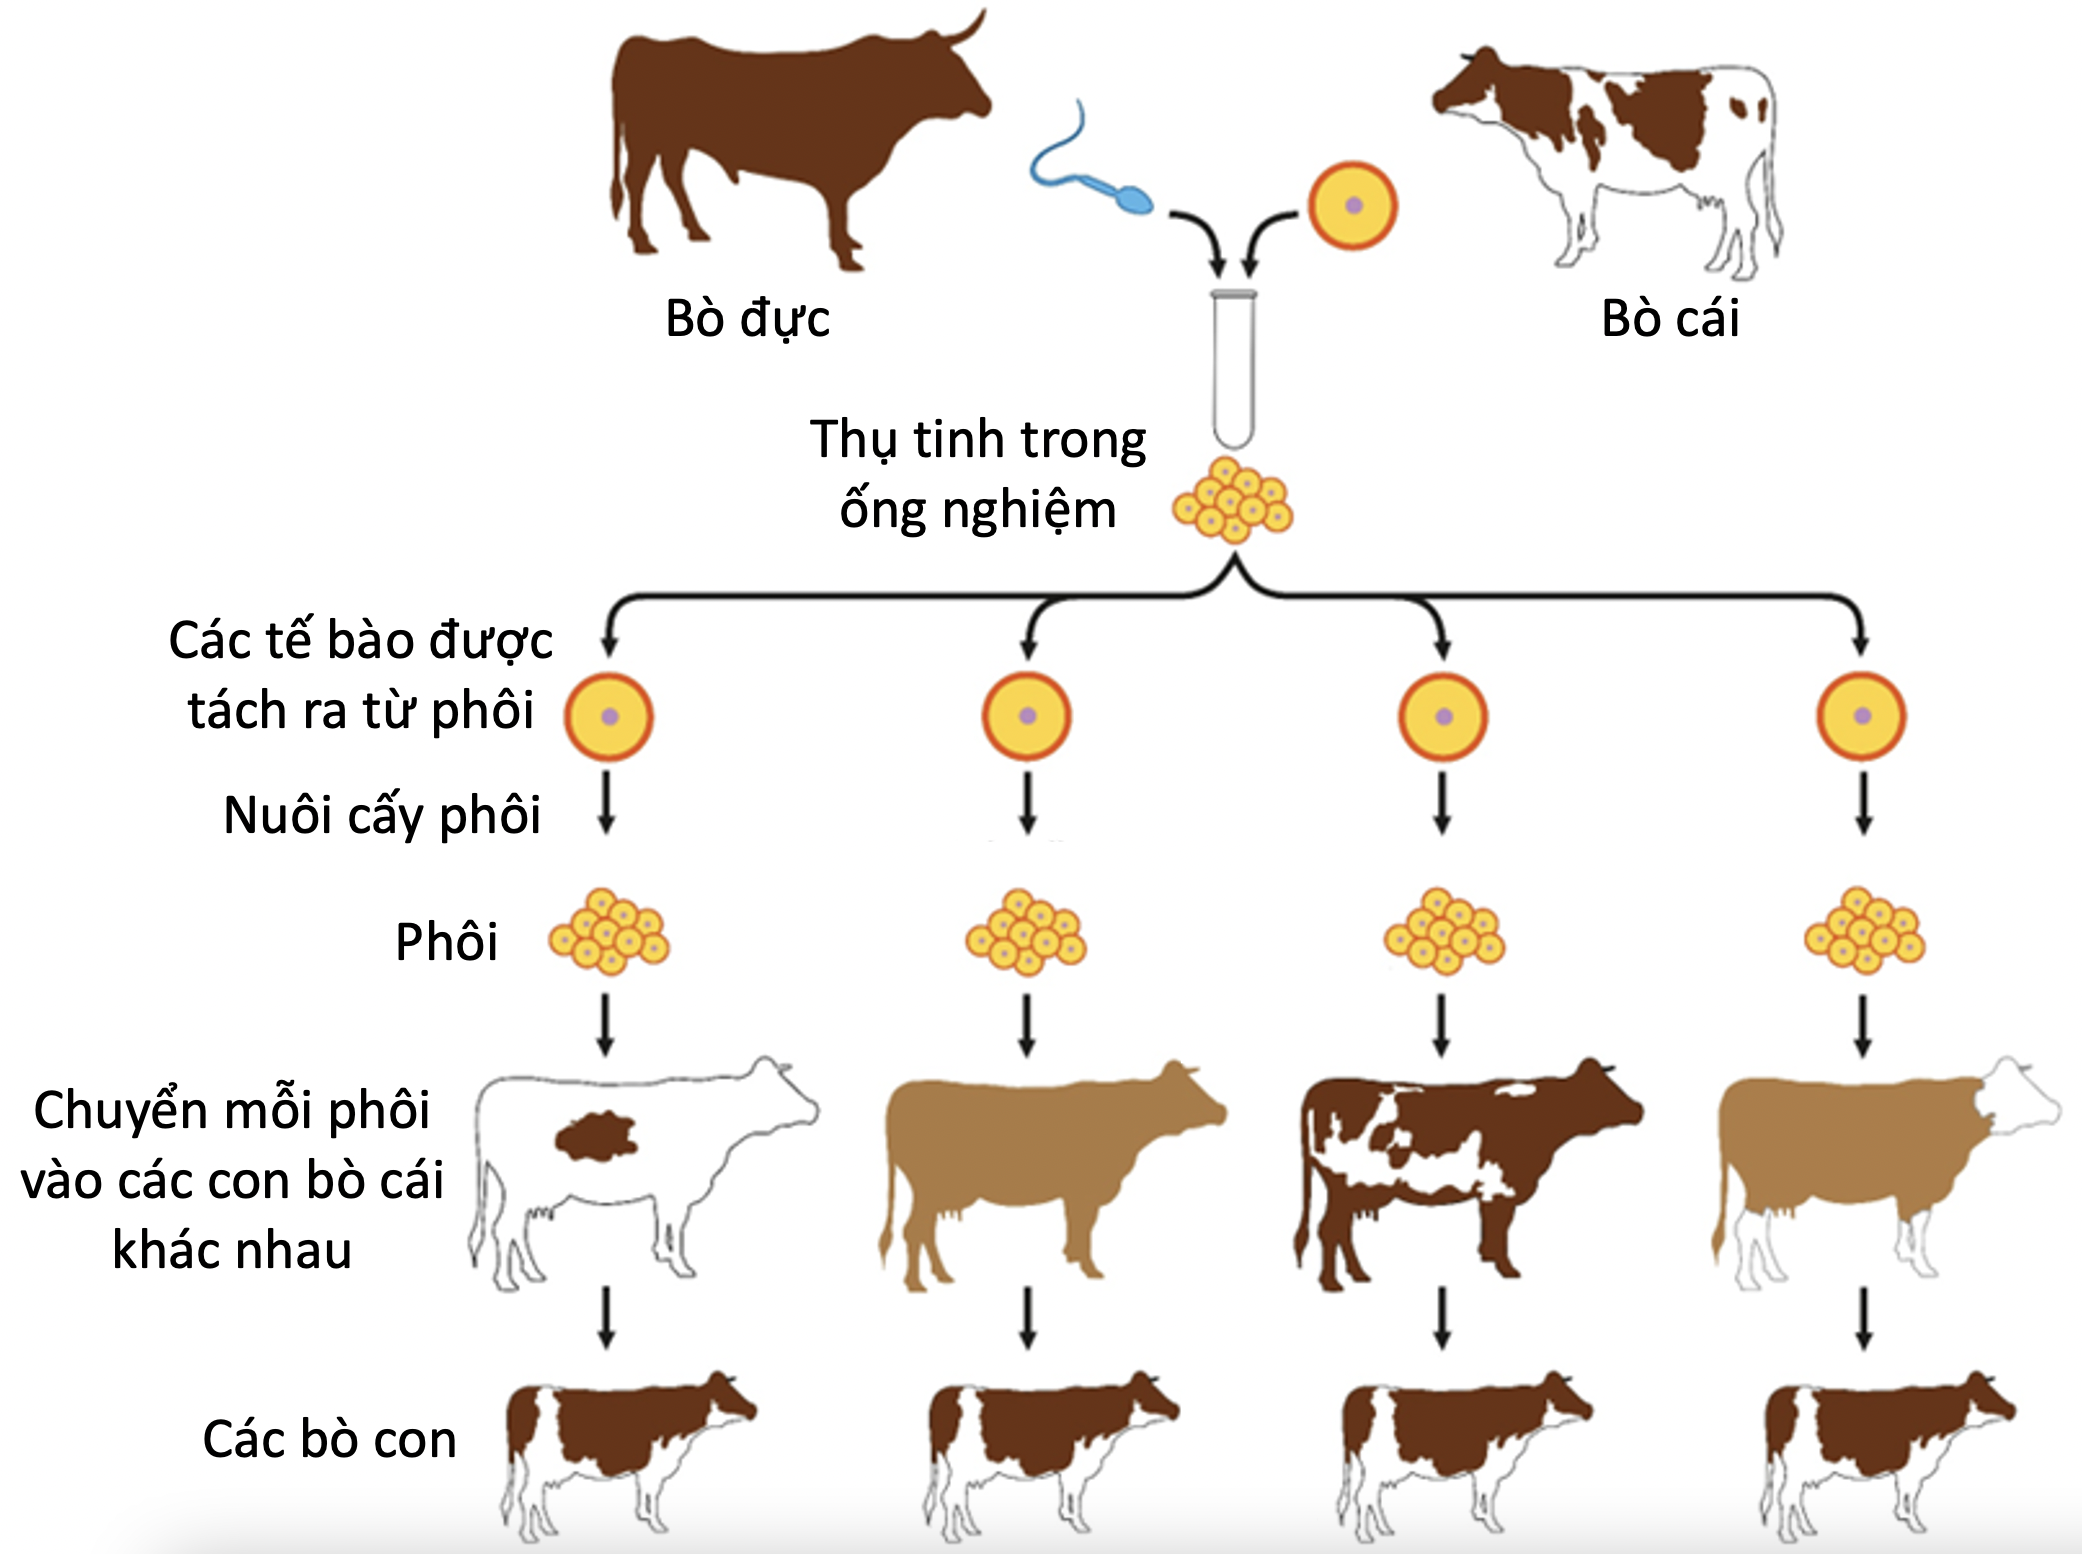 Bò đực
Bò cái
Thụ tinh trong
ống nghiệm
Các tế bào được
tách ra từ phôi
Nuôi cấy phôi
Phôi
Chuyển mỗi phôi
vào các con bò cái
khác nhau
Các bò con